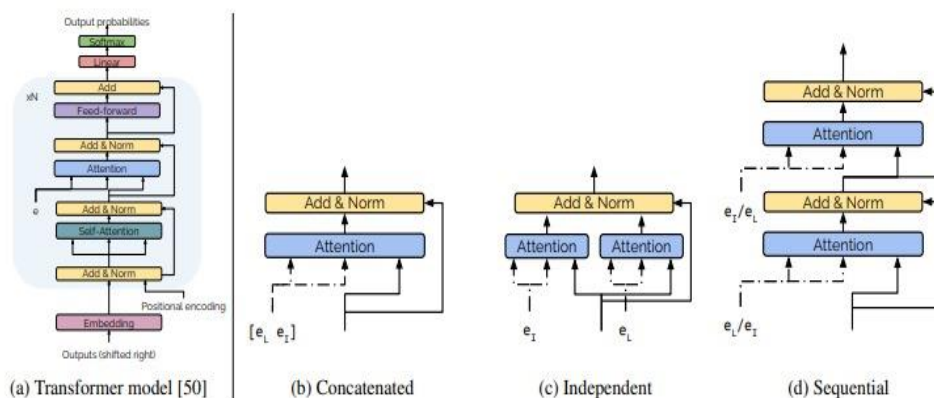 Output probabilities
Softmax
Linear
xN
Add
Feed-forward
Add & Norm
Attention
e
Add & Norm
Self-Attention
Add & Norm
Positional encoding
Embedding
Outputs (shifted right)
(a) Transformer model [50]
Add & Norm
Attention
[e_L e_I]
(b) Concatenated
Add & Norm
Attention Attention
e_I e_L
(c) Independent
Add & Norm
Attention
e_I/e_L
Add & Norm
Attention
e_L/e_I
(d) Sequential